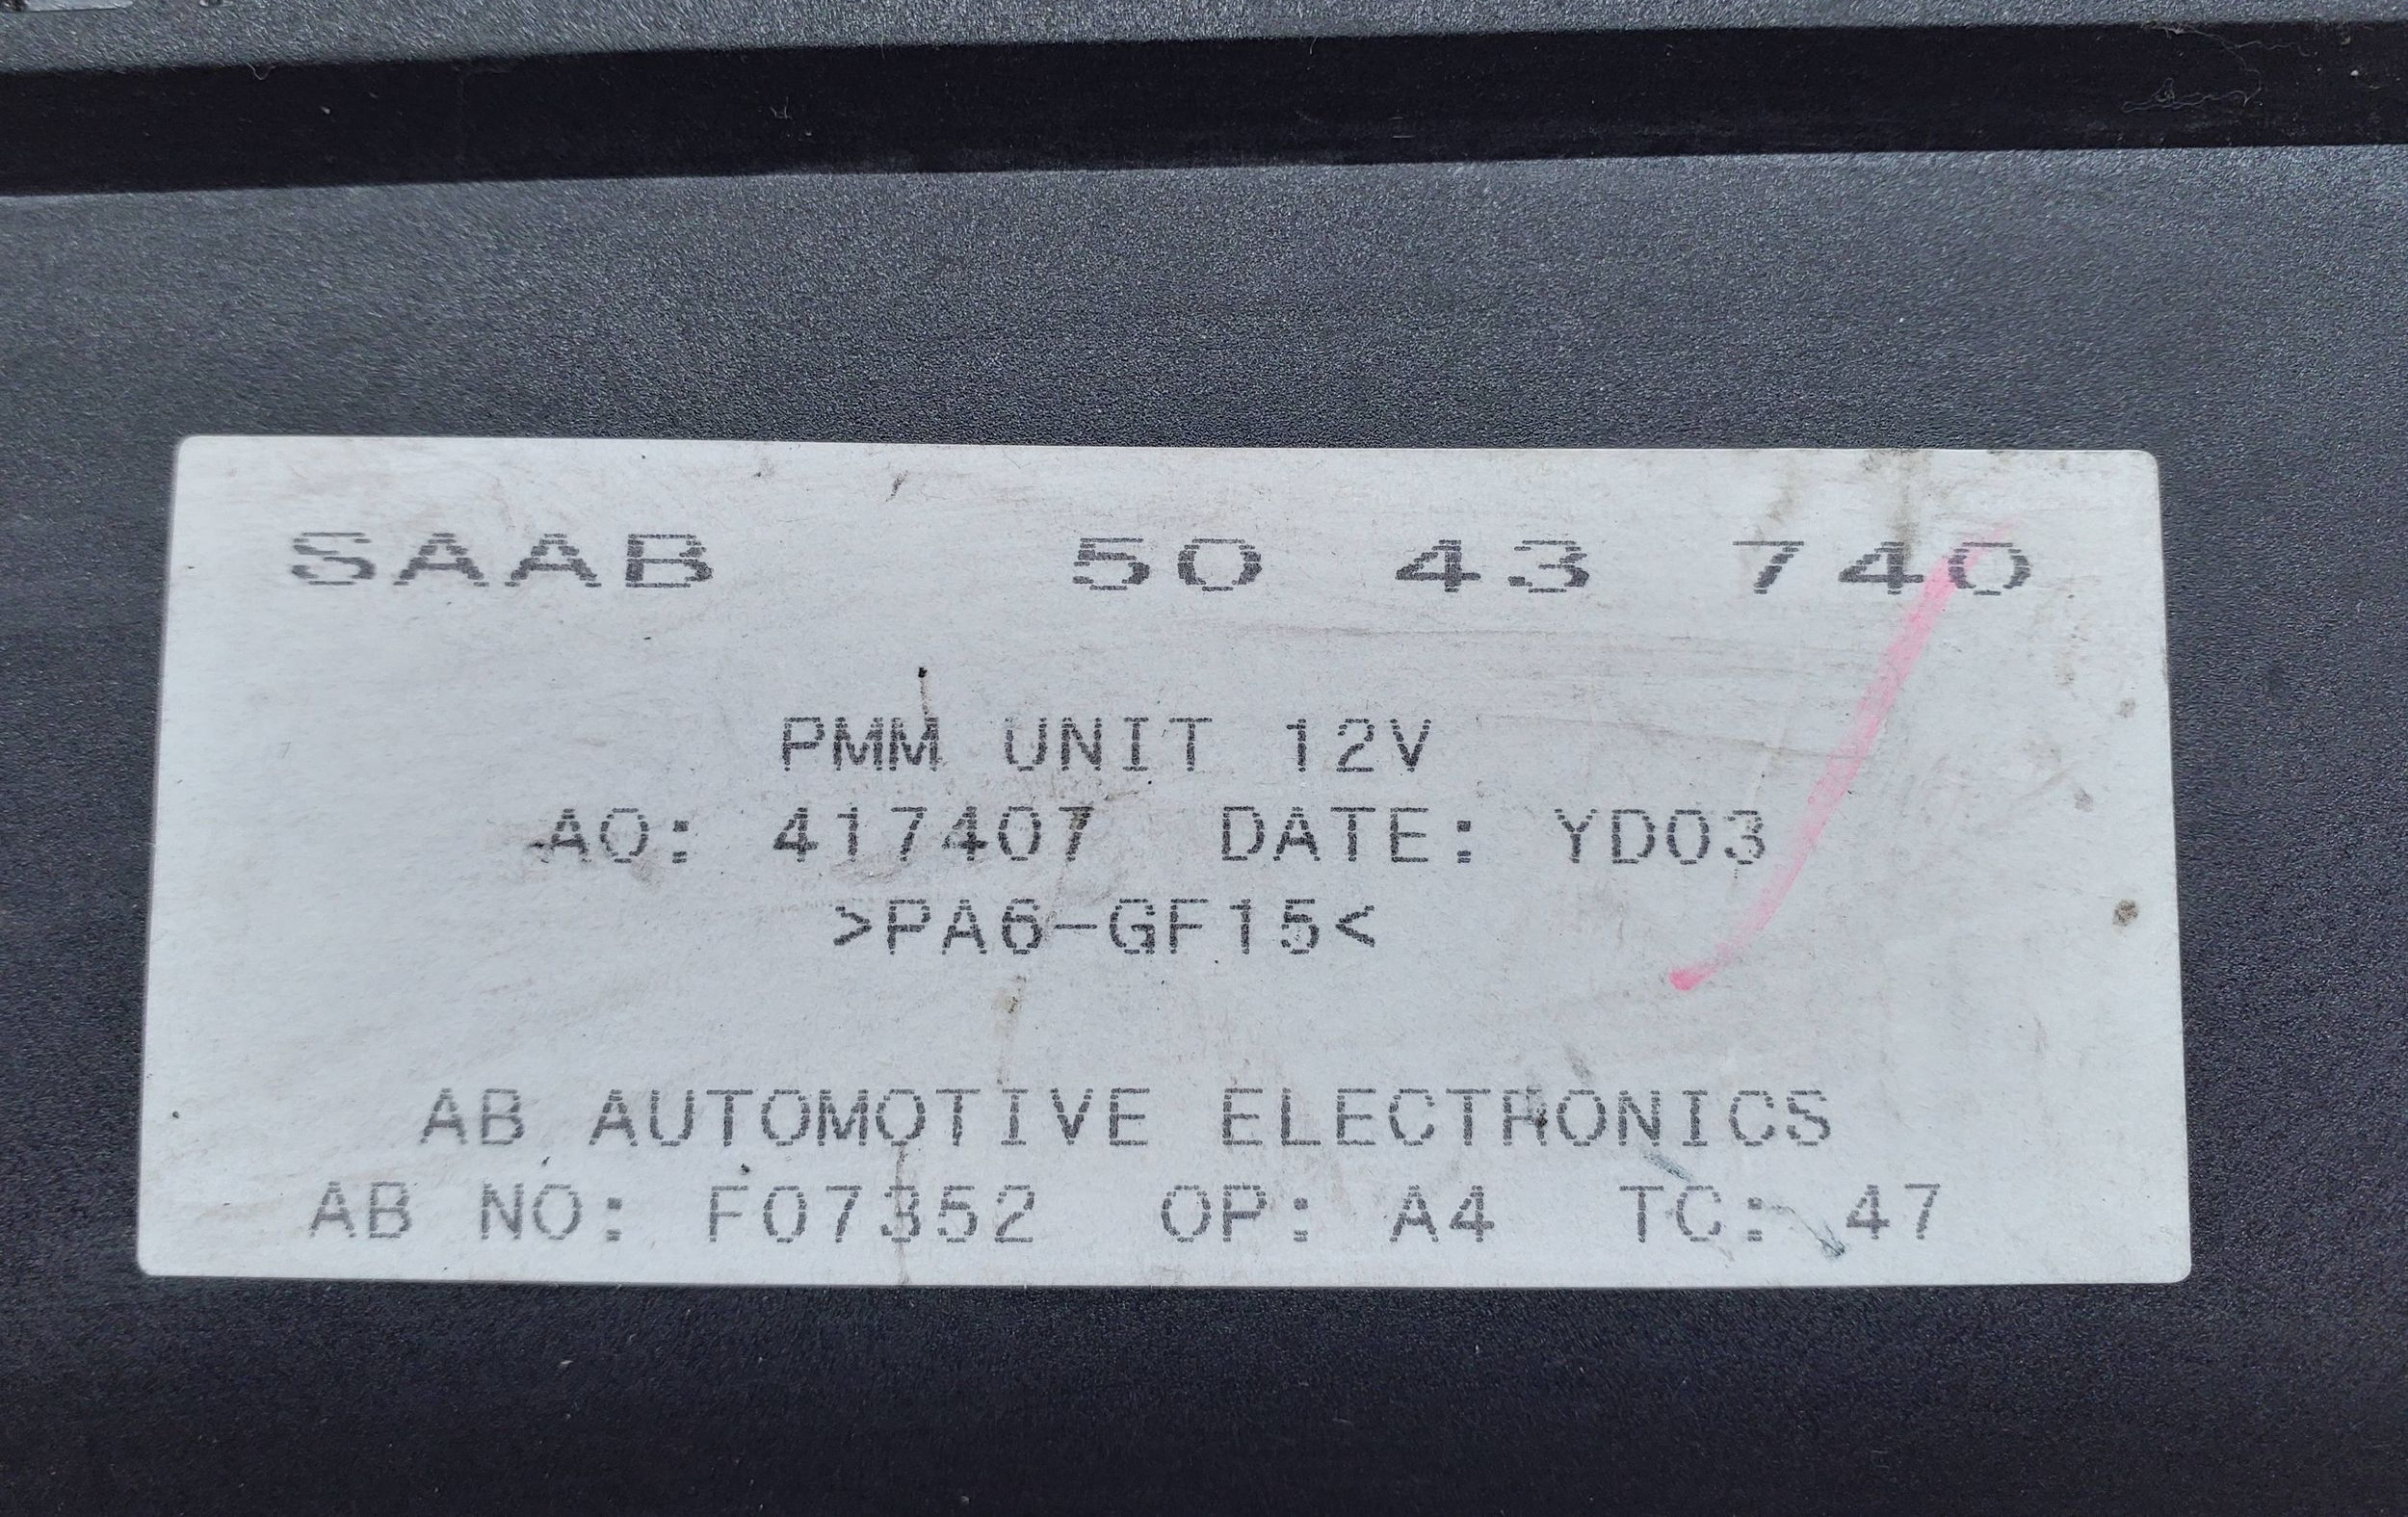 SAAB 50 43 740
PMM UNIT 12V
AO: 417407 DATE: YD03
>PA6-GF15<
AB AUTOMOTIVE ELECTRONICS
AB NO: F07352 OP: A4 TC: 47